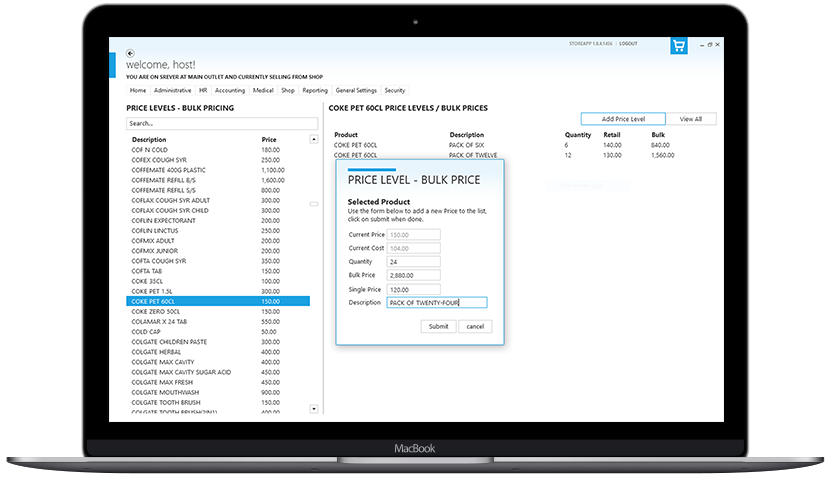 STOREAPP 1.8.4.1406 | LOGOUT
welcome, host!
YOU ARE ON SREVER AT MAIN OUTLET AND CURRENTLY SELLING FROM SHOP
Home Administrative HR Accounting Medical Shop Reporting General Settings Security
PRICE LEVELS - BULK PRICING
Search...
Description Price
COF N COLD 180.00
COFEX COUGH SYR 250.00
COFFEMATE 400G PLASTIC 1,100.00
COFFEMATE REFILL B/S 1,600.00
COFFEMATE REFILL S/S 800.00
COFLAX COUGH SYR ADULT 300.00
COFLAX COUGH SYR CHILD 300.00
COFLIN EXPECTORANT 200.00
COFLIN LINCTUS 250.00
COFMIX ADULT 200.00
COFMIX JUNIOR 200.00
COFTA COUGH SYR 350.00
COFTA TAB 150.00
COKE 35CL 100.00
COKE PET 1.5L 300.00
COKE PET 60CL 150.00
COKE ZERO 50CL 150.00
COLAMAR X 24 TAB 550.00
COLD CAP 50.00
COLGATE CHILDREN PASTE 300.00
COLGATE HERBAL 400.00
COLGATE MAX CAVITY 400.00
COLGATE MAX CAVITY SUGAR ACID 450.00
COLGATE MAX FRESH 450.00
COLGATE MOUTHWASH 900.00
COLGATE TOOTH BRUSH 150.00
COLGATE TOOTH BRUSH(2IN1) 400.00
COKE PET 60CL PRICE LEVELS / BULK PRICES
Add Price Level View All
Product Description Quantity Retail Bulk
COKE PET 60CL PACK OF SIX 6 140.00 840.00
COKE PET 60CL PACK OF TWELVE 12 130.00 1,560.00
PRICE LEVEL - BULK PRICE
Selected Product
Use the form below to add a new Price to the list,
click on submit when done.
Current Price 150.00
Current Cost 104.00
Quantity 24
Bulk Price 2,880.00
Single Price 120.00
Description PACK OF TWENTY-FOUR
Submit cancel
MacBook